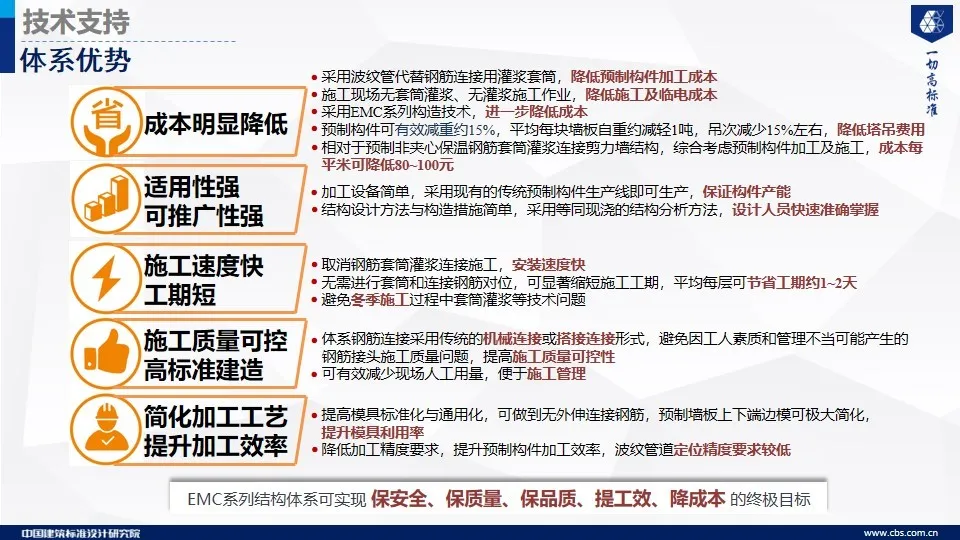 技术支持
体系优势
一切高标准
省
成本明显降低
• 采用波纹管代替钢筋连接用灌浆套筒，降低预制构件加工成本
• 施工现场无套筒灌浆、无灌浆施工作业，降低施工及临电成本
• 采用EMC系列构造技术，进一步降低成本
• 预制构件可有效减重约15%，平均每块墙板自重约减轻1吨，吊次减少15%左右，降低塔吊费用
• 相对于预制非夹心保温钢筋套筒灌浆连接剪力墙结构，综合考虑预制构件加工及施工，成本每
平米可降低80~100元
适用性强
可推广性强
• 加工设备简单，采用现有的传统预制构件生产线即可生产，保证构件产能
• 结构设计方法与构造措施简单，采用等同现浇的结构分析方法，设计人员快速准确掌握
施工速度快
工期短
• 取消钢筋套筒灌浆连接施工，安装速度快
• 无需进行套筒和连接钢筋对位，可显著缩短施工工期，平均每层可节省工期约1~2天
• 避免冬季施工过程中套筒灌浆等技术问题
施工质量可控
高标准建造
• 体系钢筋连接采用传统的机械连接或搭接连接形式，避免因工人素质和管理不当可能产生的
钢筋接头施工质量问题，提高施工质量可控性
• 可有效减少现场人工用量，便于施工管理
简化加工工艺
提升加工效率
• 提高模具标准化与通用化，可做到无外伸连接钢筋，预制墙板上下端边模可极大简化，
提升模具利用率
• 降低加工精度要求，提升预制构件加工效率，波纹管道定位精度要求较低
EMC系列结构体系可实现 保安全、保质量、保品质、提工效、降成本 的终极目标
中国建筑标准设计研究院
www.cbs.com.cn